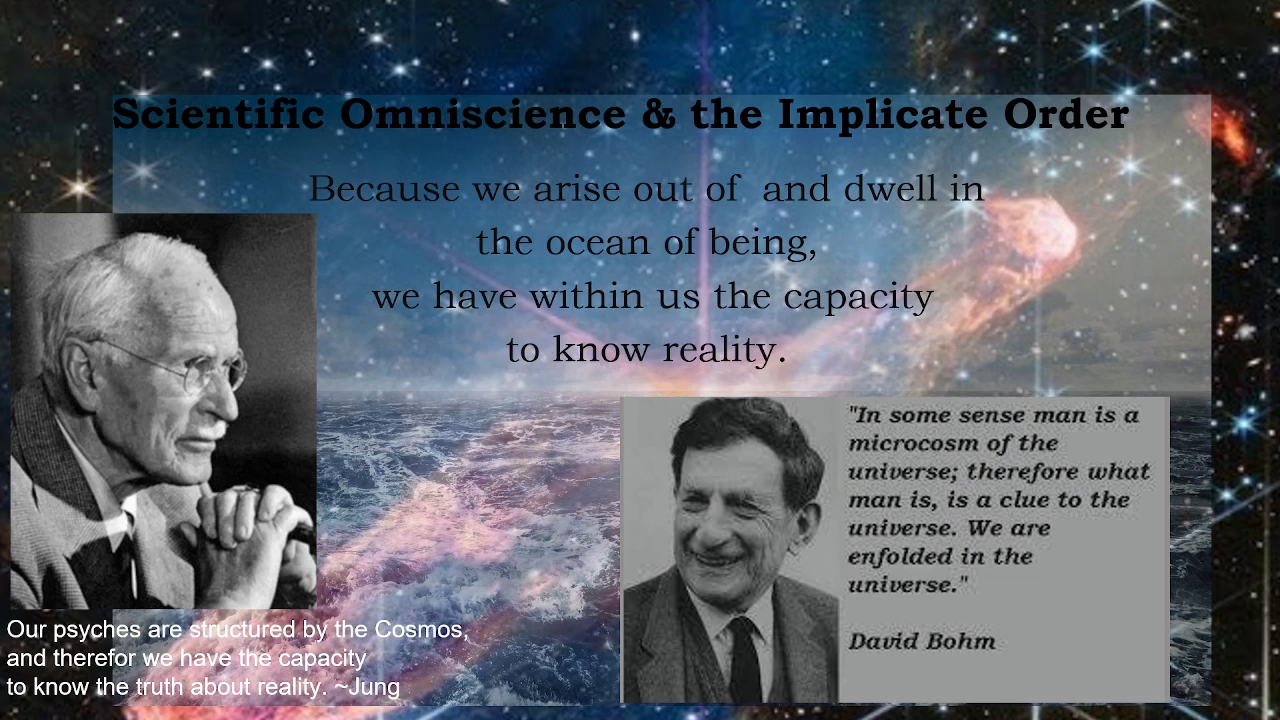 Scientific Omniscience & the Implicate Order
Because we arise out of  and dwell in
the ocean of being,
we have within us the capacity
to know reality.
"In some sense man is a
microcosm of the
universe; therefore what
man is, is a clue to the
universe. We are
enfolded in the
universe."
David Bohm
Our psyches are structured by the Cosmos,
and therefor we have the capacity
to know the truth about reality. ~Jung